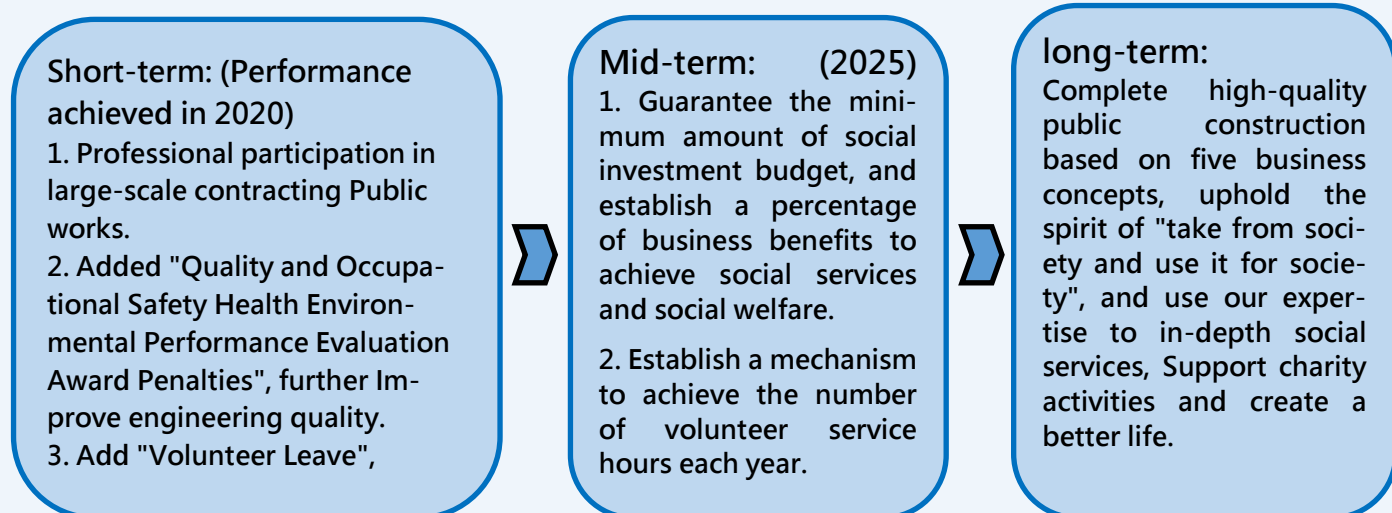 Short-term: (Performance
achieved in 2020)
1. Professional participation in
large-scale contracting Public
works.
2. Added "Quality and Occupa-
tional Safety Health Environ-
mental Performance Evaluation
Award Penalties", further Im-
prove engineering quality.
3. Add "Volunteer Leave",
Mid-term: (2025)
1. Guarantee the mini-
mum amount of social
investment budget, and
establish a percentage
of business benefits to
achieve social services
and social welfare.
2. Establish a mechanism
to achieve the number
of volunteer service
hours each year.
long-term:
Complete high-quality
public construction
based on five business
concepts, uphold the
spirit of "take from soci-
ety and use it for socie-
ty", and use our exper-
tise to in-depth social
services, Support charity
activities and create a
better life.